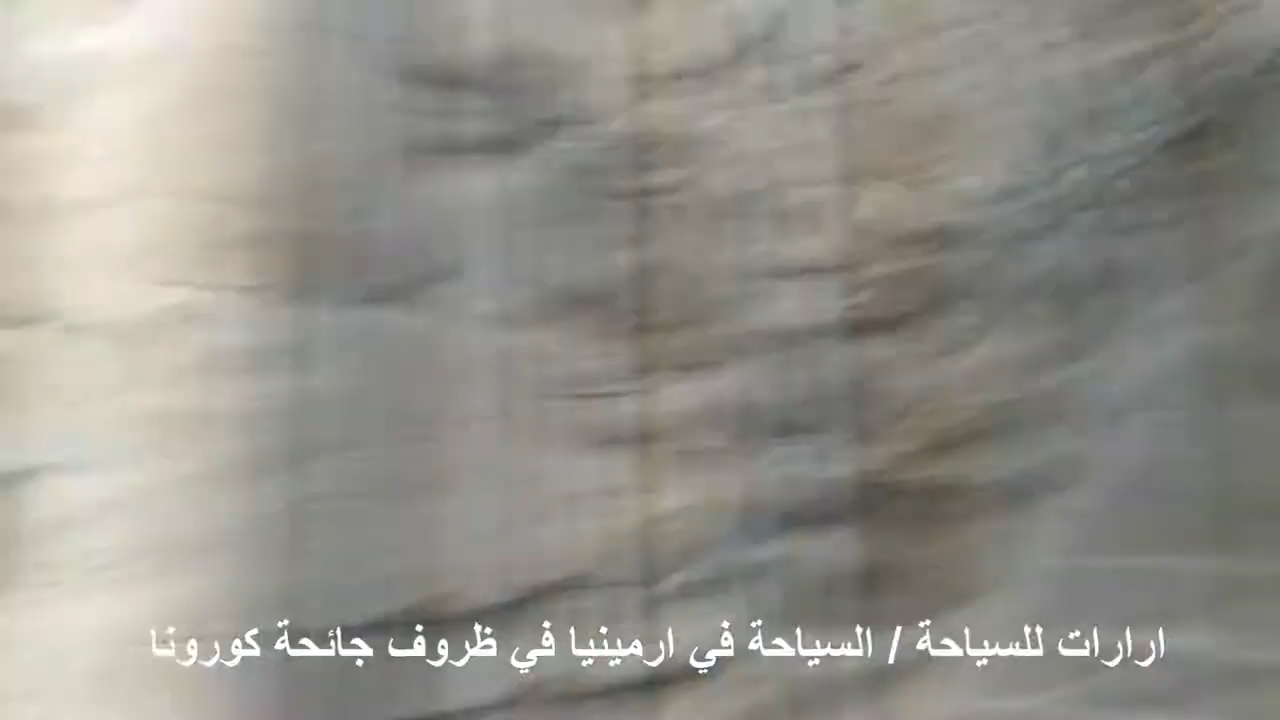 ارارات للسياحة / السياحة في ارمينيا في ظروف جائحة كورونا